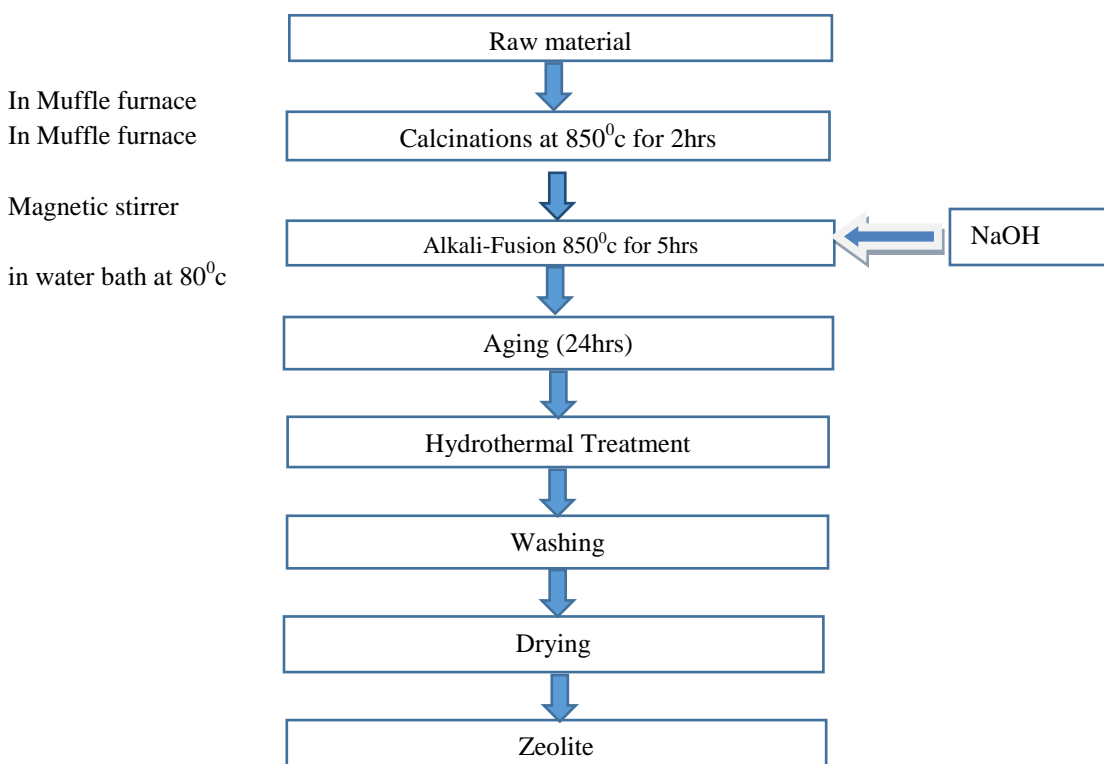 Raw material
In Muffle furnace
In Muffle furnace
Calcinations at 850⁰c for 2hrs
Magnetic stirrer
Alkali-Fusion 850⁰c for 5hrs
NaOH
in water bath at 80⁰c
Aging (24hrs)
Hydrothermal Treatment
Washing
Drying
Zeolite